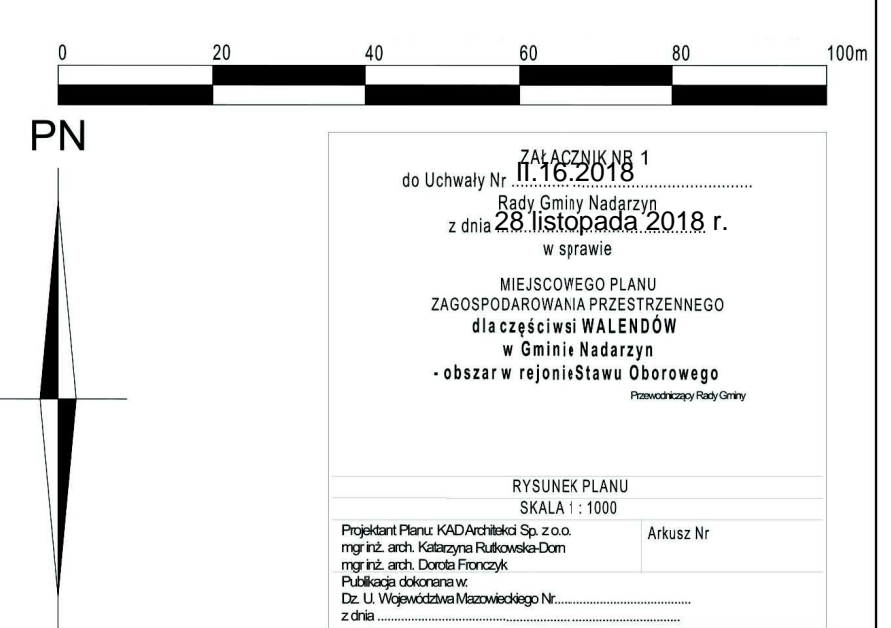 0 20 40 60 80 100m
PN
ZAŁĄCZNIK NR 1
do Uchwały Nr II.16.2018
Rady Gminy Nadarzyn
z dnia 28 listopada 2018 r.
w sprawie
MIEJSCOWEGO PLANU
ZAGOSPODAROWANIA PRZESTRZENNEGO
dla częściwsi WALENDÓW
w Gminie Nadarzyn
- obszar w rejonieStawu Oborowego
Przewodniczący Rady Gminy
RYSUNEK PLANU
SKALA 1 : 1000
Projektant Planu: KAD Architekci Sp. z o.o.
mgr inż. arch. Katarzyna Rutkowska-Dorn
mgr inż. arch. Dorota Fronczyk
Arkusz Nr
Publikacja dokonana w:
Dz. U. Województwa Mazowieckiego Nr........................................
z dnia ....................................................................................